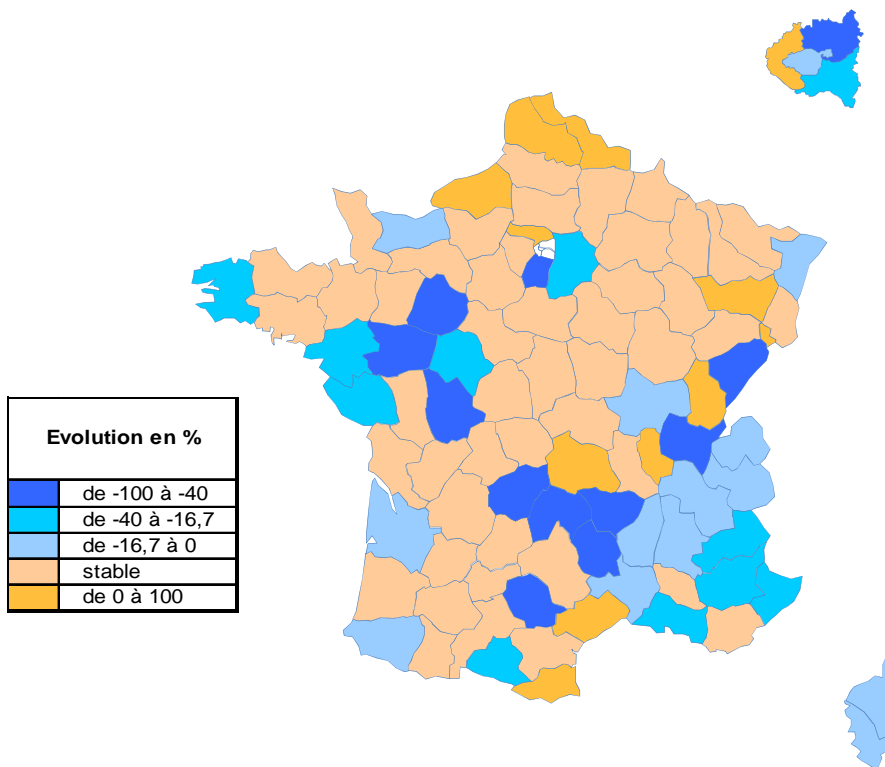 Evolution en %
de -100 à -40
de -40 à -16,7
de -16,7 à 0
stable
de 0 à 100